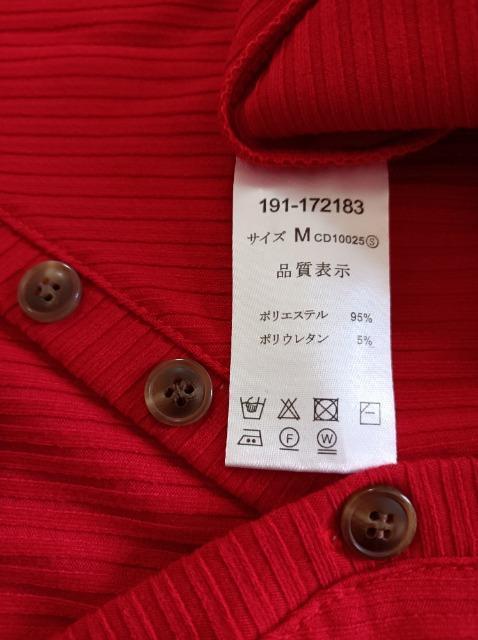 191-172183
サイズ M CD10025Ⓢ
品質表示
ポリエステル 95%
ポリウレタン 5%
F W